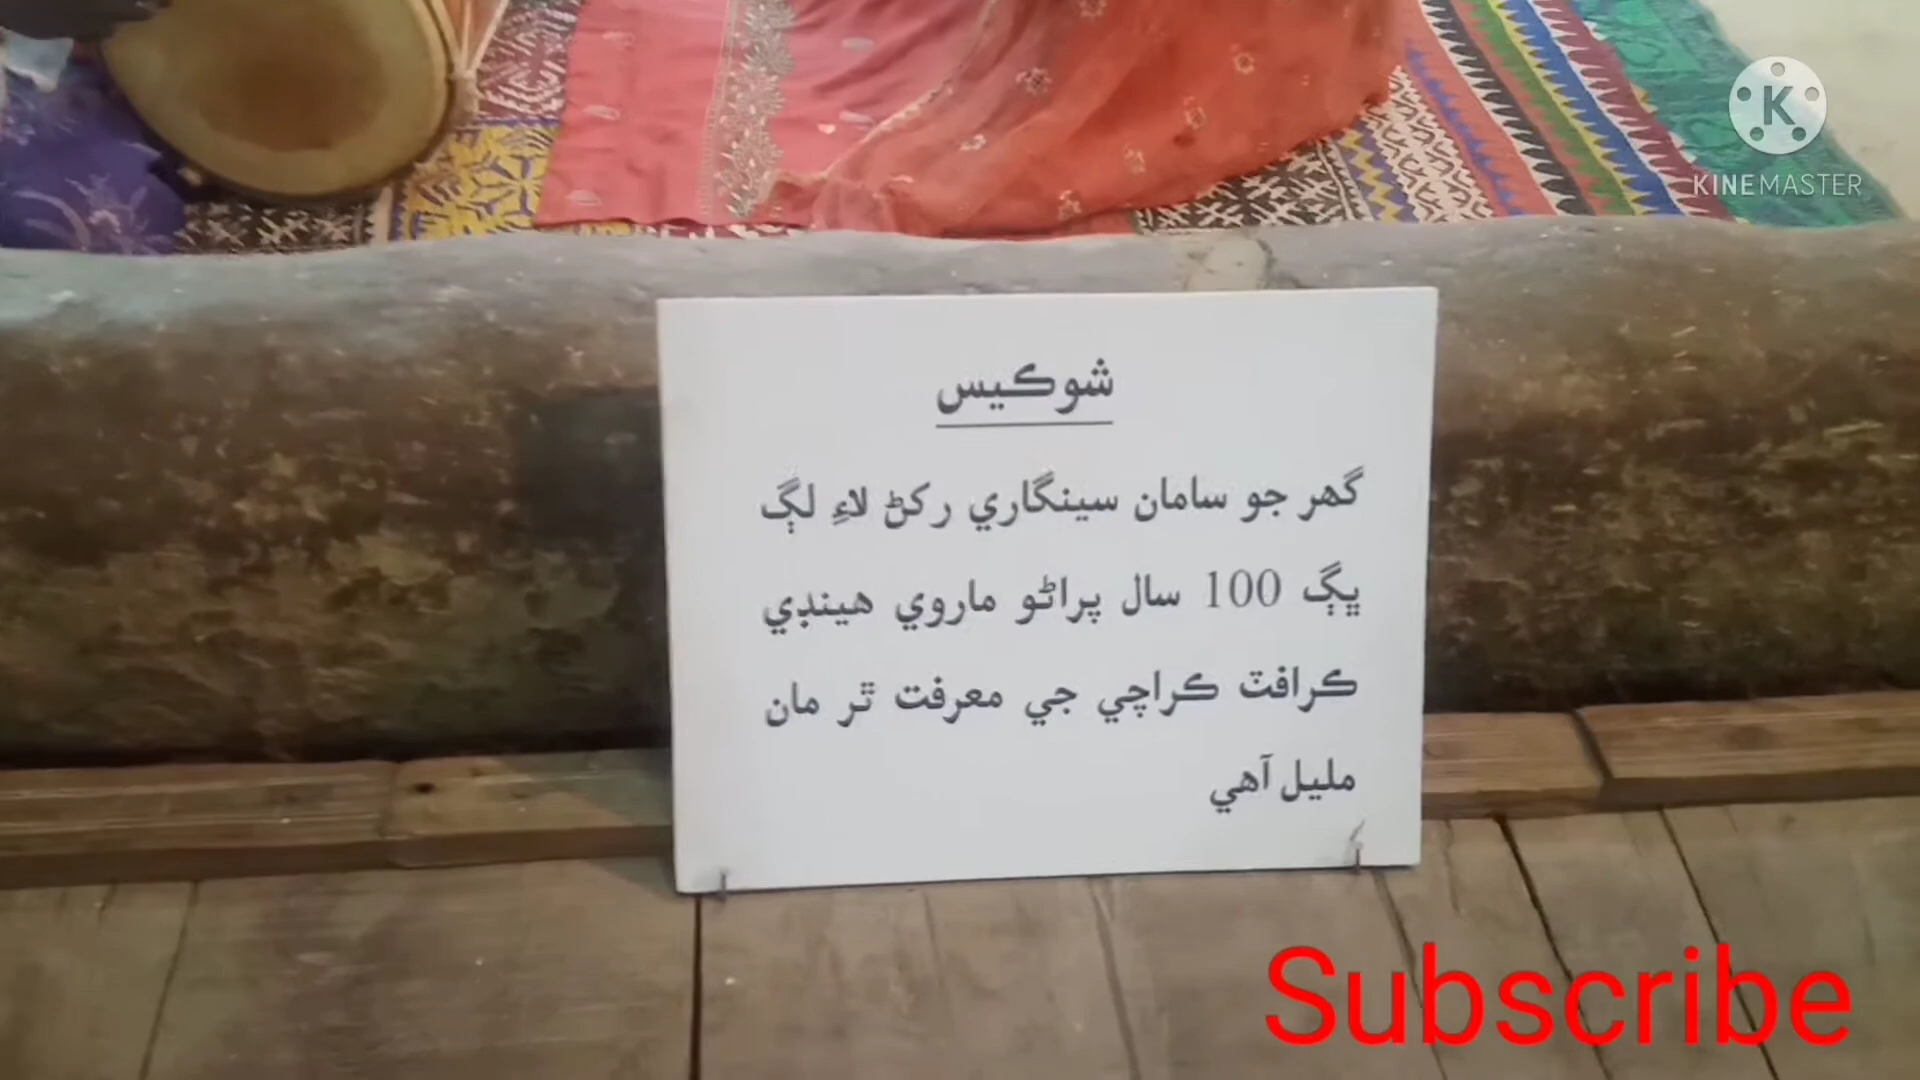 KINEMASTER
شوڪيس
گهر جو سامان سينگاري رکڻ لاءِ لڳ
ڀڳ 100 سال پراڻو ماروي هينڊي
ڪرافٽ ڪراچي جي معرفت ٿر مان
مليل آهي
Subscribe